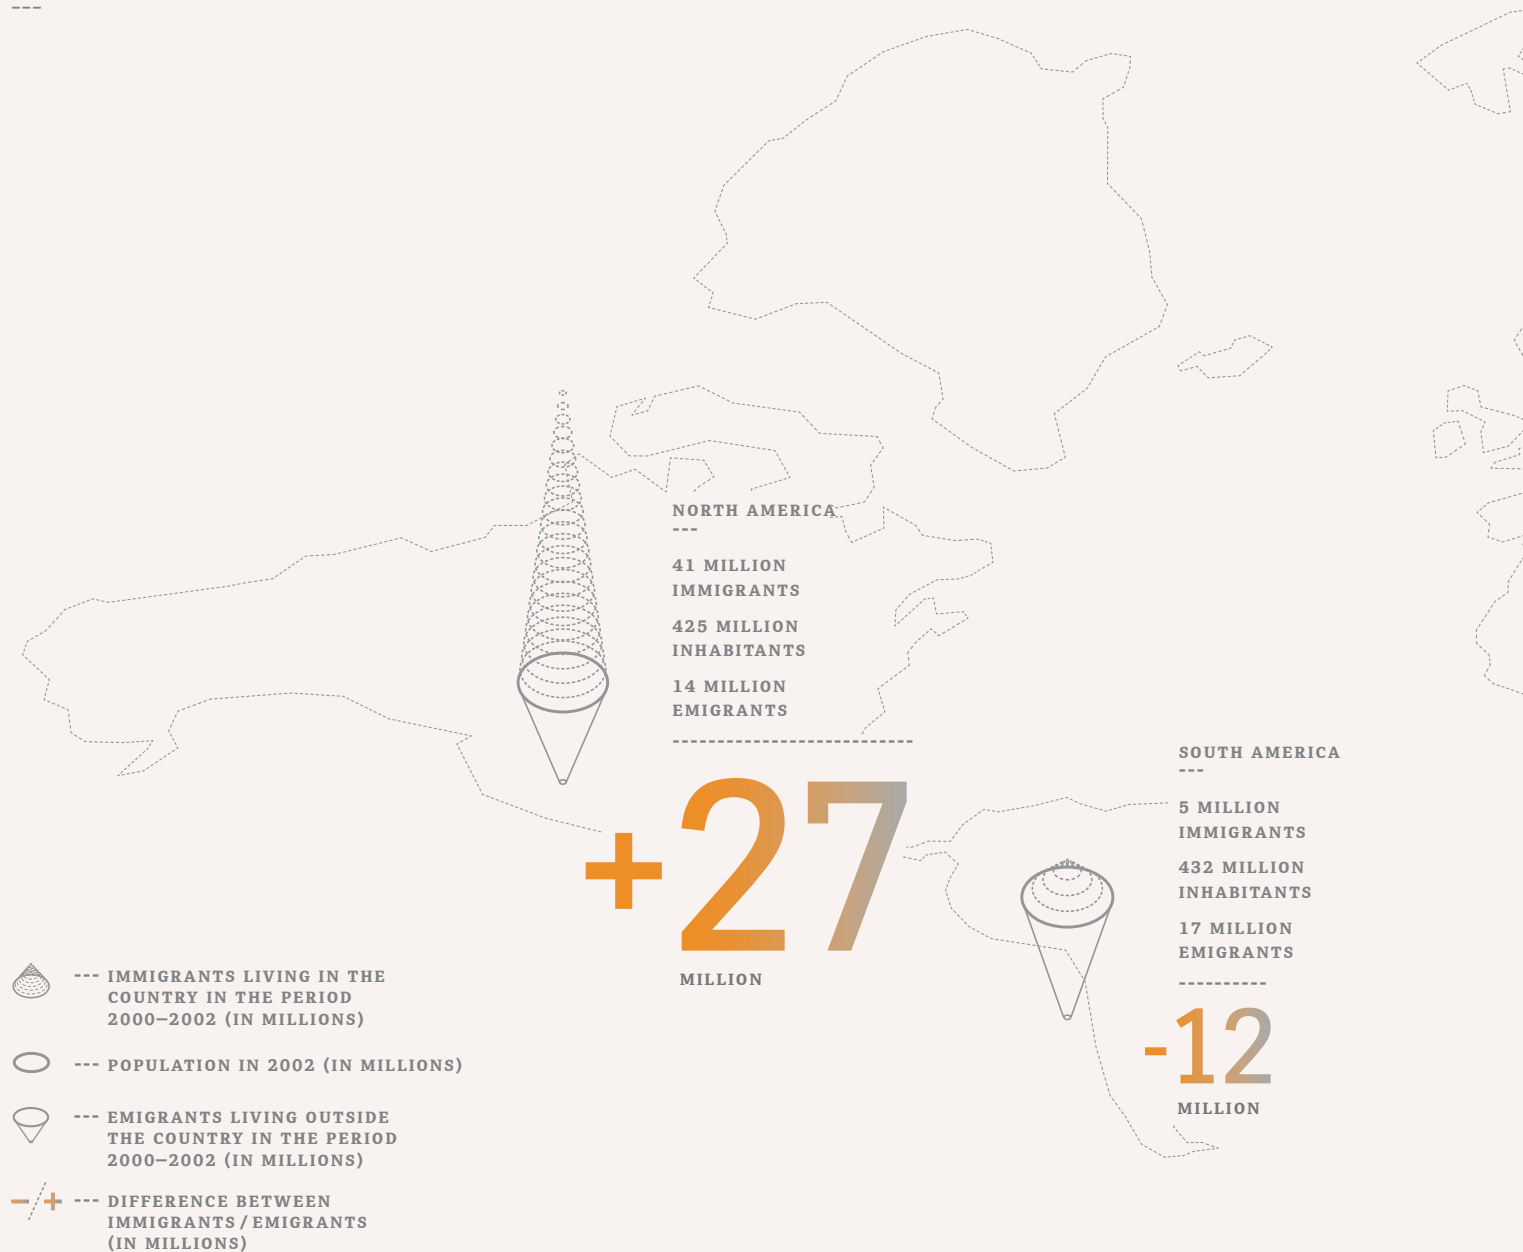 NORTH AMERICA
41 MILLION
IMMIGRANTS
425 MILLION
INHABITANTS
14 MILLION
EMIGRANTS
+27
MILLION
SOUTH AMERICA
5 MILLION
IMMIGRANTS
432 MILLION
INHABITANTS
17 MILLION
EMIGRANTS
-12
MILLION
IMMIGRANTS LIVING IN THE
COUNTRY IN THE PERIOD
2000–2002 (IN MILLIONS)
POPULATION IN 2002 (IN MILLIONS)
EMIGRANTS LIVING OUTSIDE
THE COUNTRY IN THE PERIOD
2000–2002 (IN MILLIONS)
–/+
DIFFERENCE BETWEEN
IMMIGRANTS/EMIGRANTS
(IN MILLIONS)